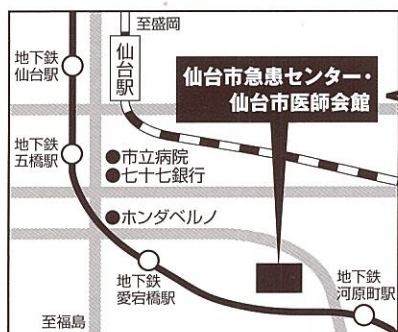 至盛岡
仙台駅
地下鉄
仙台駅
仙台市急患センター・
仙台市医師会館
地下鉄
五橋駅
●市立病院
●七十七銀行
●ホンダベルノ
地下鉄
愛宕橋駅
地下鉄
河原町駅
至福島